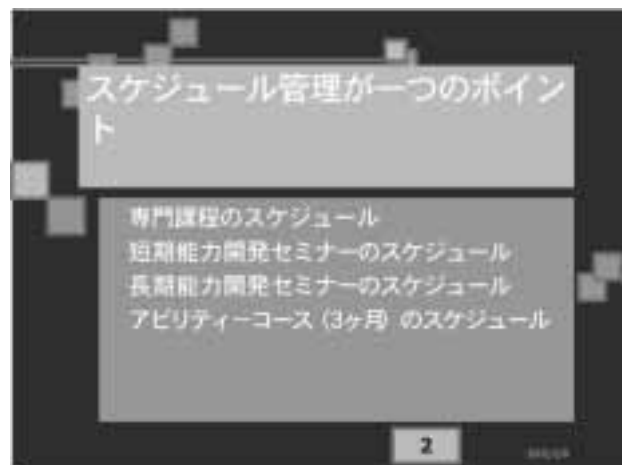 スケジュール管理が一つのポイン
ト
専門課程のスケジュール
短期能力開発セミナーのスケジュール
長期能力開発セミナーのスケジュール
アビリティーコース（3ヶ月）のスケジュール
2